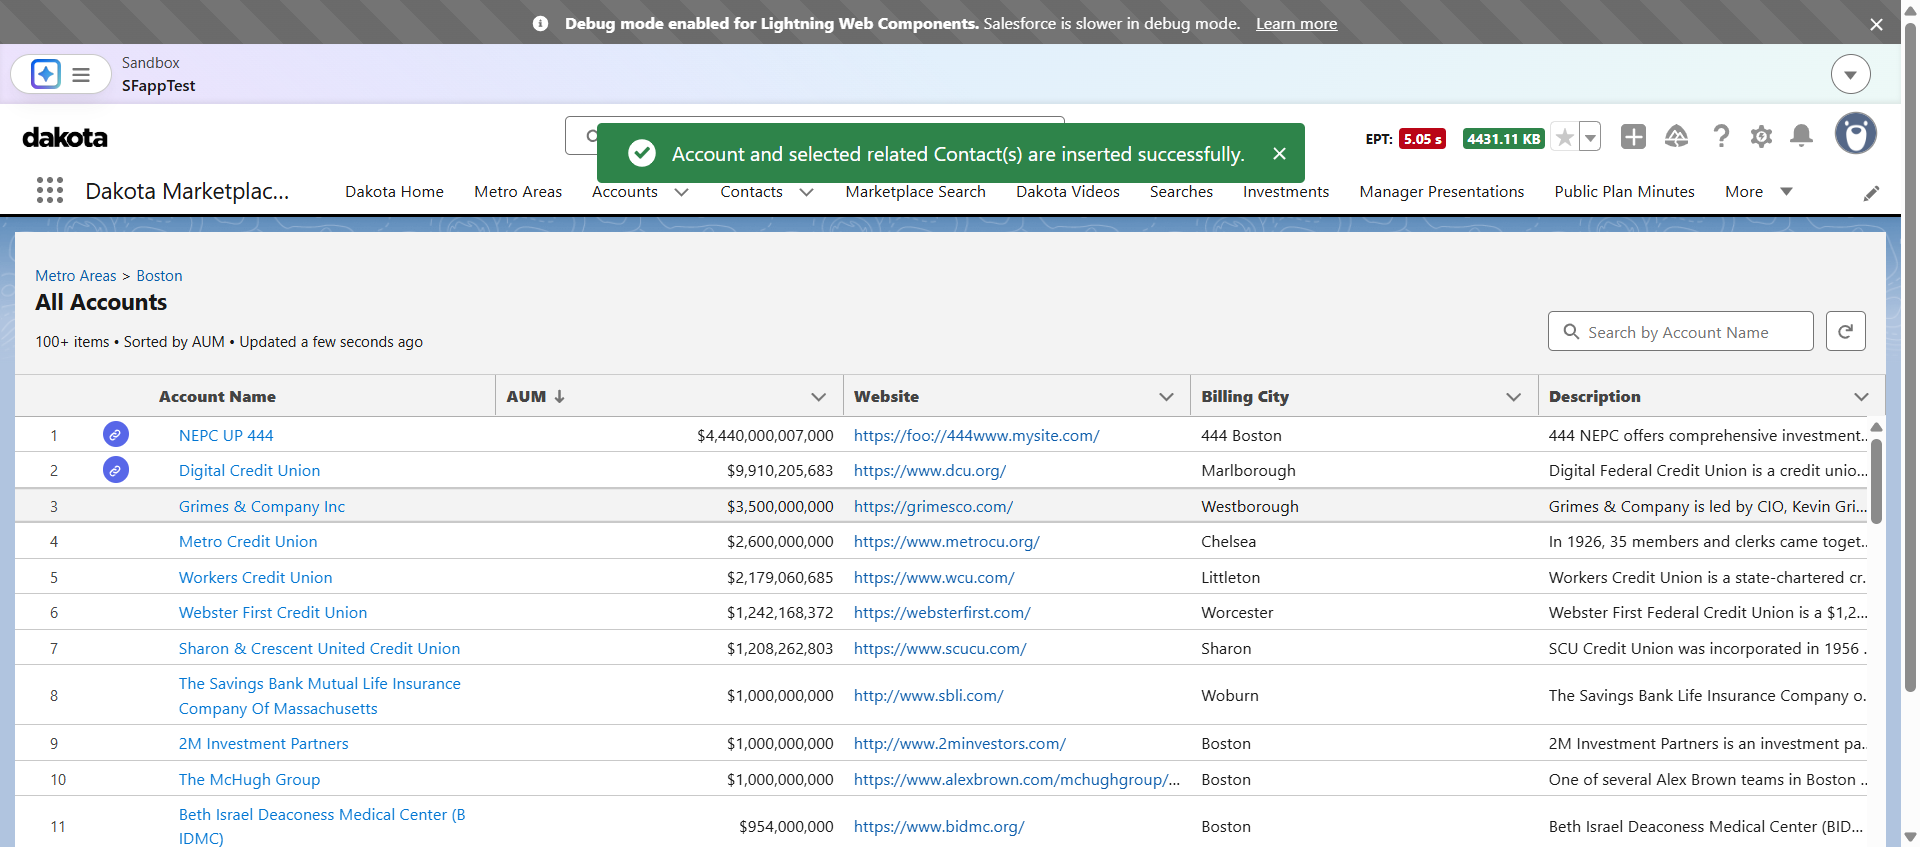 Debug mode enabled for Lightning Web Components. Salesforce is slower in debug mode. Learn more
Sandbox
SFappTest
dakota
Account and selected related Contact(s) are inserted successfully.
EPT: 5.05 s 4431.11 KB
Dakota Marketplac...
Dakota Home Metro Areas Accounts Contacts Marketplace Search Dakota Videos Searches Investments Manager Presentations Public Plan Minutes More
Metro Areas > Boston
All Accounts
100+ items • Sorted by AUM • Updated a few seconds ago
Search by Account Name
Account Name AUM Website Billing City Description
1 NEPC UP 444 $4,440,000,007,000 https://foo://444www.mysite.com/ 444 Boston 444 NEPC offers comprehensive investment...
2 Digital Credit Union $9,910,205,683 https://www.dcu.org/ Marlborough Digital Federal Credit Union is a credit unio...
3 Grimes & Company Inc $3,500,000,000 https://grimesco.com/ Westborough Grimes & Company is led by CIO, Kevin Gri...
4 Metro Credit Union $2,600,000,000 https://www.metrocu.org/ Chelsea In 1926, 35 members and clerks came toget...
5 Workers Credit Union $2,179,060,685 https://www.wcu.com/ Littleton Workers Credit Union is a state-chartered cr...
6 Webster First Credit Union $1,242,168,372 https://websterfirst.com/ Worcester Webster First Federal Credit Union is a $1,2...
7 Sharon & Crescent United Credit Union $1,208,262,803 https://www.scucu.com/ Sharon SCU Credit Union was incorporated in 1956 ...
8 The Savings Bank Mutual Life Insurance Company Of Massachusetts $1,000,000,000 http://www.sbli.com/ Woburn The Savings Bank Life Insurance Company o...
9 2M Investment Partners $1,000,000,000 http://www.2minvestors.com/ Boston 2M Investment Partners is an investment pa...
10 The McHugh Group $1,000,000,000 https://www.alexbrown.com/mchughgroup/... Boston One of several Alex Brown teams in Boston ...
11 Beth Israel Deaconess Medical Center (BIDMC) $954,000,000 https://www.bidmc.org/ Boston Beth Israel Deaconess Medical Center (BID...